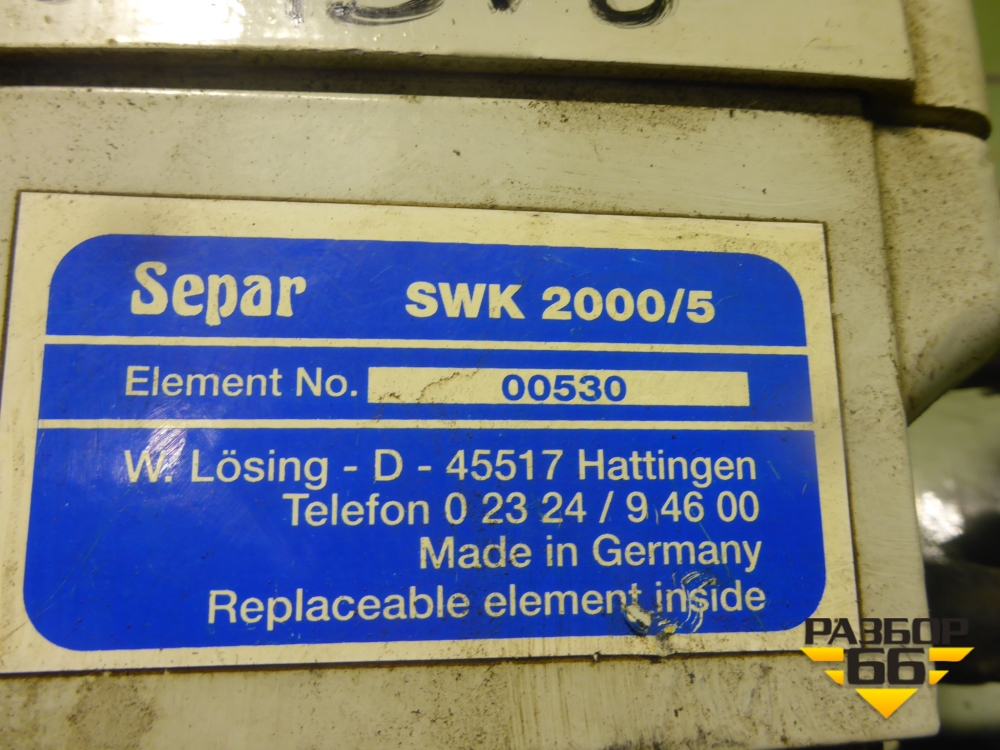 Separ SWK 2000/5
Element No. 00530
W. Lösing - D - 45517 Hattingen
Telefon 0 23 24 / 9 46 00
Made in Germany
Replaceable element inside
РАЗБОР
66